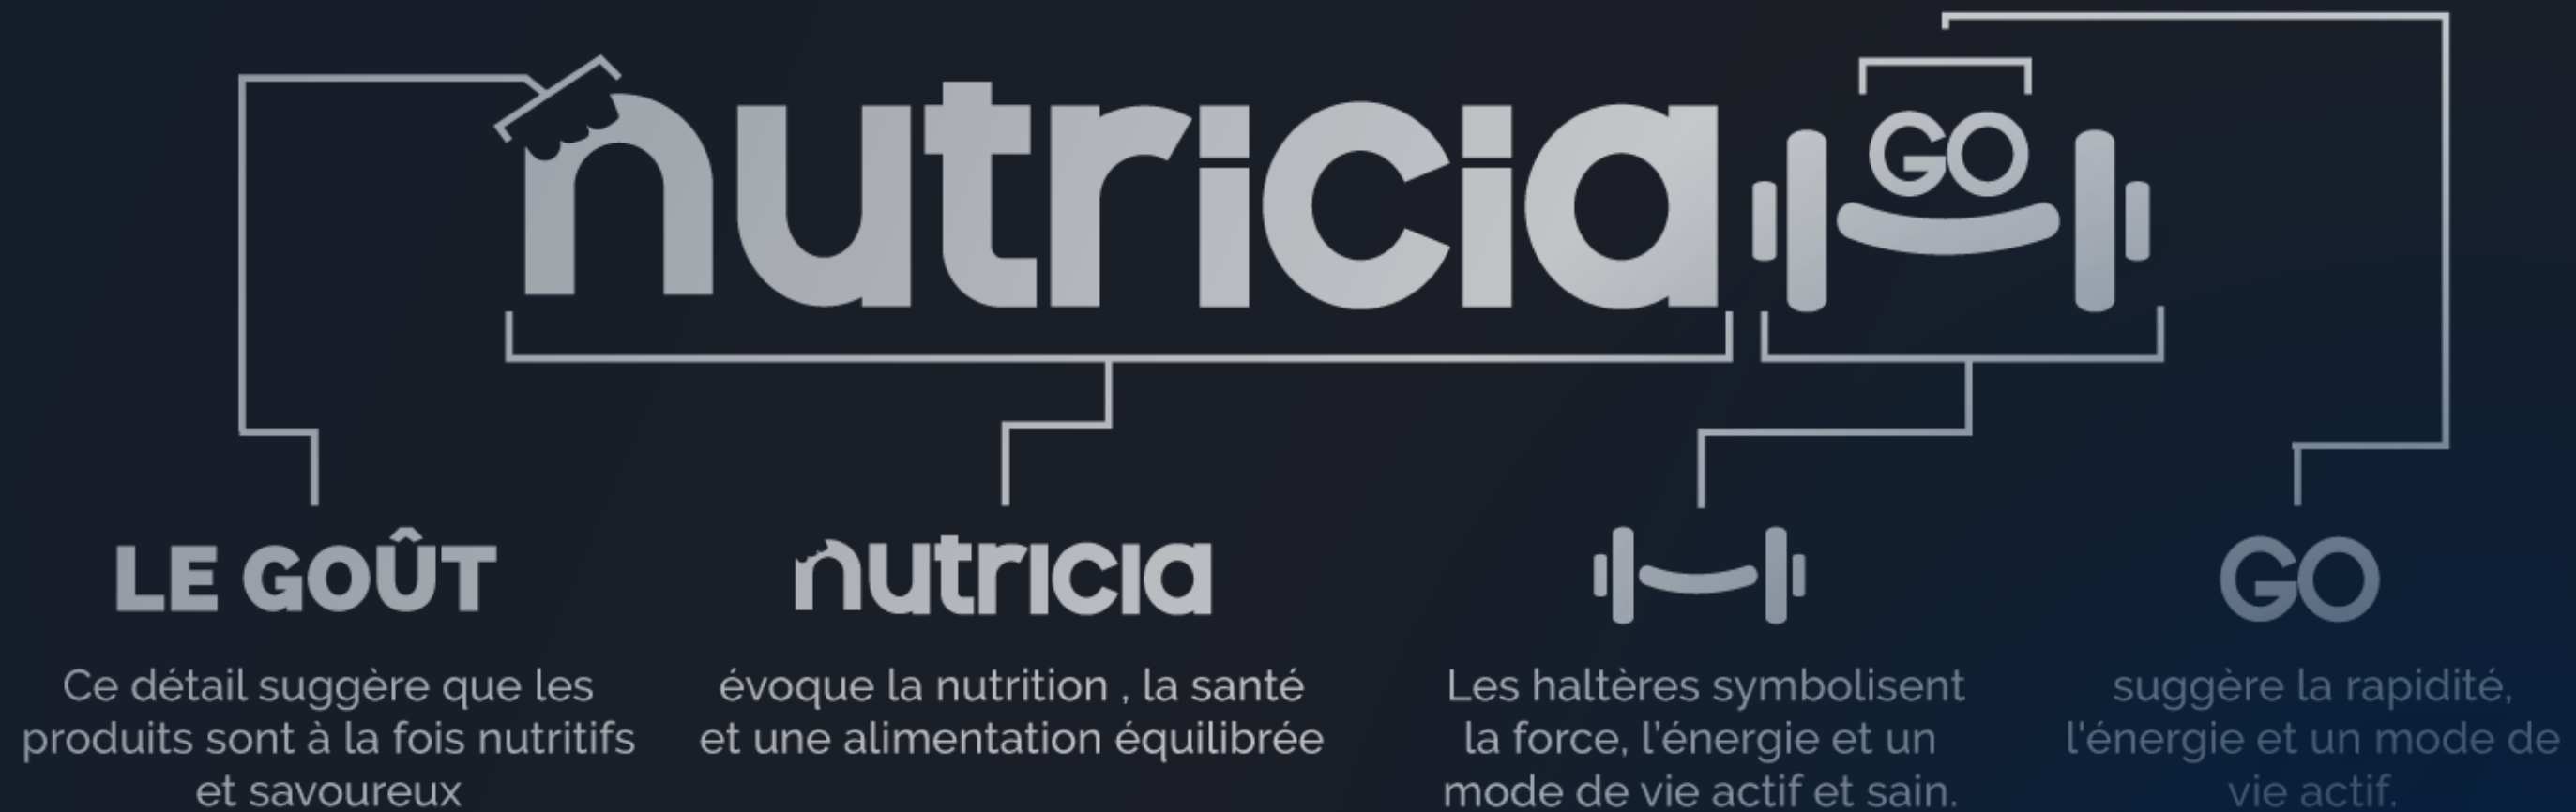 nutricia GO
LE GOÛT
Ce détail suggère que les
produits sont à la fois nutritifs
et savoureux
nutricia
évoque la nutrition , la santé
et une alimentation équilibrée
Les haltères symbolisent
la force, l'énergie et un
mode de vie actif et sain.
GO
suggère la rapidité,
l'énergie et un mode de
vie actif.